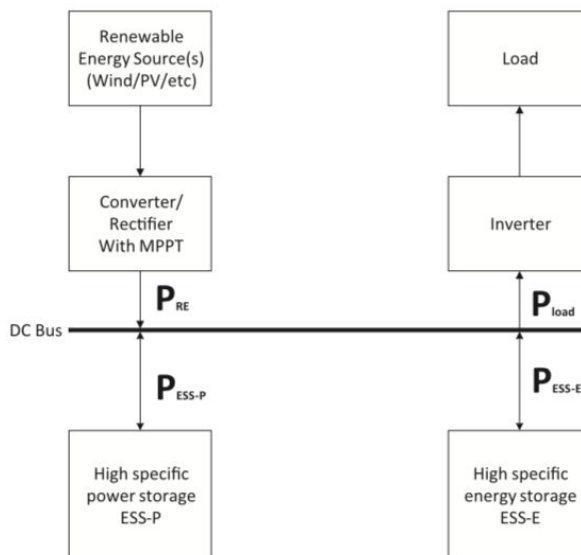 Renewable
Energy Source(s)
(Wind/PV/etc)
Load
Converter/
Rectifier
With MPPT
Inverter
P RE
P load
DC Bus
P ESS-P
P ESS-E
High specific
power storage
ESS-P
High specific
energy storage
ESS-E